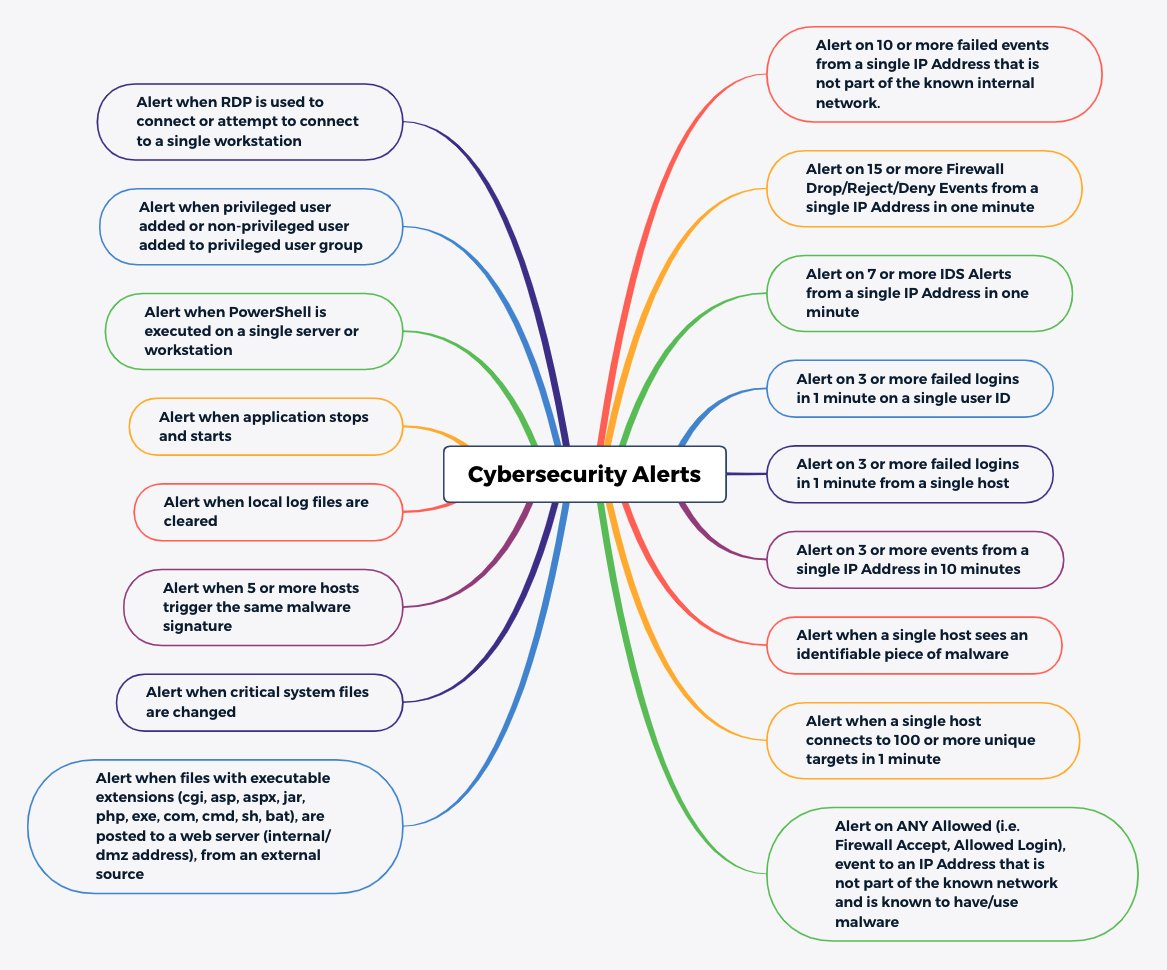 Cybersecurity Alerts
Alert on 10 or more failed events
from a single IP Address that is
not part of the known internal
network.
Alert on 15 or more Firewall
Drop/Reject/Deny Events from a
single IP Address in one minute
Alert on 7 or more IDS Alerts
from a single IP Address in one
minute
Alert on 3 or more failed logins
in 1 minute on a single user ID
Alert on 3 or more failed logins
in 1 minute from a single host
Alert on 3 or more events from a
single IP Address in 10 minutes
Alert when a single host sees an
identifiable piece of malware
Alert when a single host
connects to 100 or more unique
targets in 1 minute
Alert on ANY Allowed (i.e.
Firewall Accept, Allowed Login),
event to an IP Address that is
not part of the known network
and is known to have/use
malware
Alert when RDP is used to
connect or attempt to connect
to a single workstation
Alert when privileged user
added or non-privileged user
added to privileged user group
Alert when PowerShell is
executed on a single server or
workstation
Alert when application stops
and starts
Alert when local log files are
cleared
Alert when 5 or more hosts
trigger the same malware
signature
Alert when critical system files
are changed
Alert when files with executable
extensions (cgi, asp, aspx, jar,
php, exe, com, cmd, sh, bat), are
posted to a web server (internal/
dmz address), from an external
source